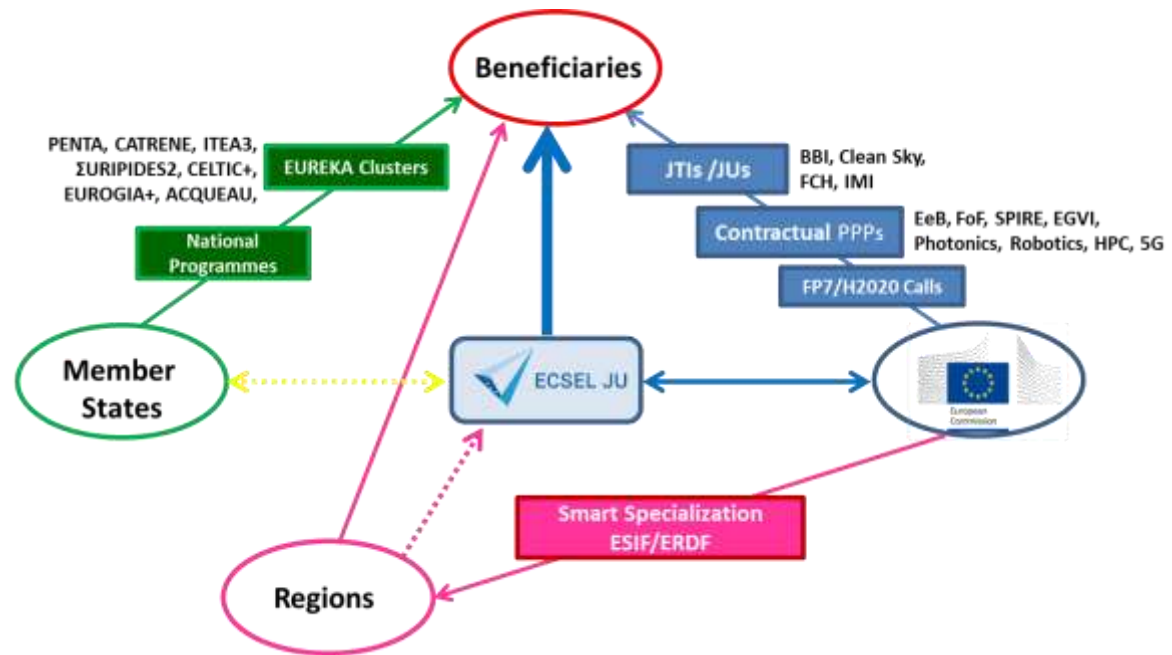 Beneficiaries
PENTA, CATRENE, ITEA3,
ΣURIPIDES2, CELTIC+,
EUROGIA+, ACQUEAU,
EUREKA Clusters
JTIs /JUs
BBI, Clean Sky,
FCH, IMI
National
Programmes
Contractual PPPs
EeB, FoF, SPIRE, EGVI,
Photonics, Robotics, HPC, 5G
FP7/H2020 Calls
Member
States
ECSEL JU
European
Commission
Smart Specialization
ESIF/ERDF
Regions